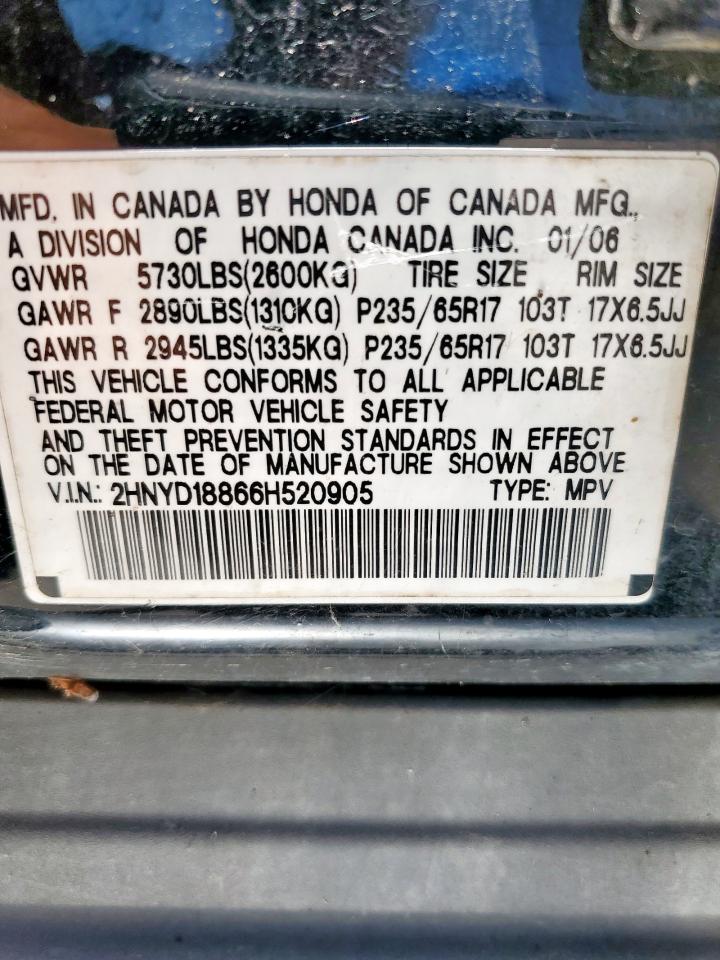 MFD. IN CANADA BY HONDA OF CANADA MFG.,
A DIVISION OF HONDA CANADA INC. 01/06
GVWR 5730LBS(2600KG) TIRE SIZE RIM SIZE
GAWR F 2890LBS(1310KG) P235/65R17 103T 17X6.5JJ
GAWR R 2945LBS(1335KG) P235/65R17 103T 17X6.5JJ
THIS VEHICLE CONFORMS TO ALL APPLICABLE
FEDERAL MOTOR VEHICLE SAFETY
AND THEFT PREVENTION STANDARDS IN EFFECT
ON THE DATE OF MANUFACTURE SHOWN ABOVE
V.I.N.: 2HNYD18866H520905 TYPE: MPV